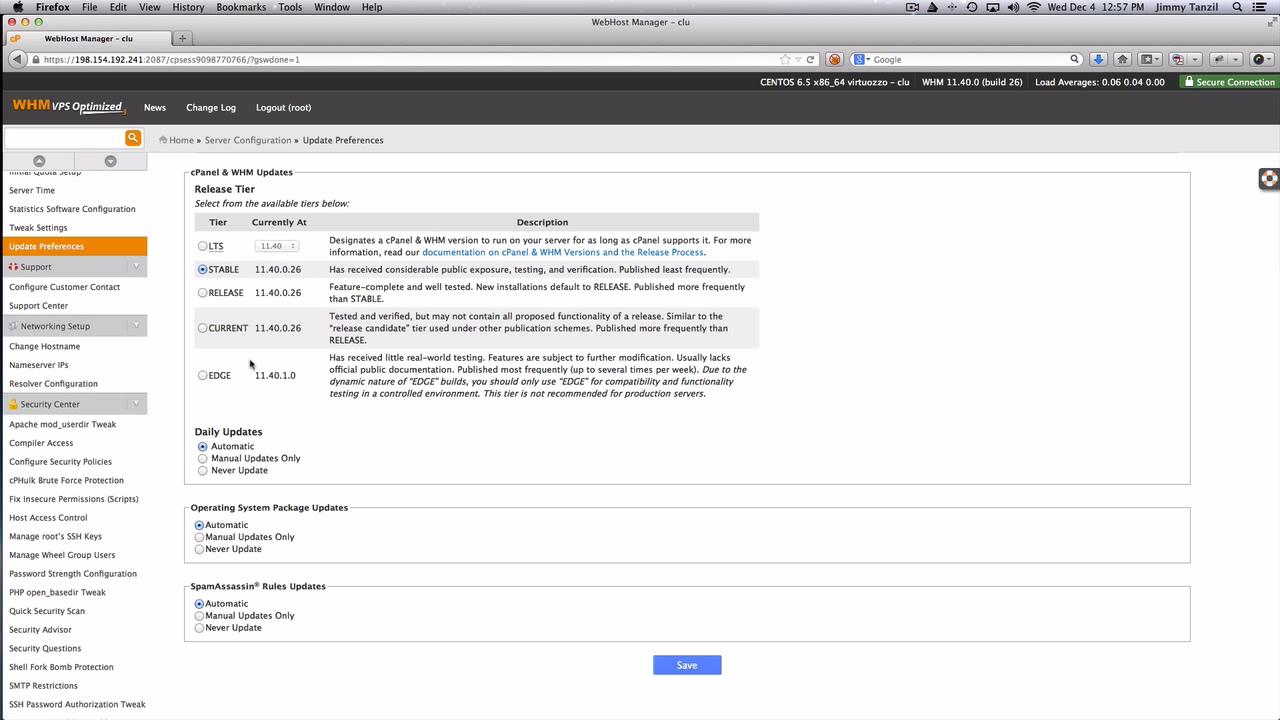 Firefox File Edit View History Bookmarks Tools Window Help Wed Dec 4 12:57 PM Jimmy Tanzil
WebHost Manager - clu
cP WebHost Manager - clu
https://198.154.192.241:2087/cpsess9098770766/?gswdone=1 Google
CENTOS 6.5 x86_64 virtuozzo – clu WHM 11.40.0 (build 26) Load Averages: 0.06 0.04 0.00 Secure Connection
WHM VPS Optimized News Change Log Logout (root)
Home » Server Configuration » Update Preferences
Initial Quota Setup
Server Time
Statistics Software Configuration
Tweak Settings
Update Preferences
Support
Configure Customer Contact
Support Center
Networking Setup
Change Hostname
Nameserver IPs
Resolver Configuration
Security Center
Apache mod_userdir Tweak
Compiler Access
Configure Security Policies
cPHulk Brute Force Protection
Fix Insecure Permissions (Scripts)
Host Access Control
Manage root's SSH Keys
Manage Wheel Group Users
Password Strength Configuration
PHP open_basedir Tweak
Quick Security Scan
Security Advisor
Security Questions
Shell Fork Bomb Protection
SMTP Restrictions
SSH Password Authorization Tweak
cPanel & WHM Updates
Release Tier
Select from the available tiers below:
Tier Currently At Description
LTS 11.40 Designates a cPanel & WHM version to run on your server for as long as cPanel supports it. For more
information, read our documentation on cPanel & WHM Versions and the Release Process.
STABLE 11.40.0.26 Has received considerable public exposure, testing, and verification. Published least frequently.
RELEASE 11.40.0.26 Feature-complete and well tested. New installations default to RELEASE. Published more frequently
than STABLE.
CURRENT 11.40.0.26 Tested and verified, but may not contain all proposed functionality of a release. Similar to the
"release candidate" tier used under other publication schemes. Published more frequently than
RELEASE.
EDGE 11.40.1.0 Has received little real-world testing. Features are subject to further modification. Usually lacks
official public documentation. Published most frequently (up to several times per week). Due to the
dynamic nature of "EDGE" builds, you should only use "EDGE" for compatibility and functionality
testing in a controlled environment. This tier is not recommended for production servers.
Daily Updates
Automatic
Manual Updates Only
Never Update
Operating System Package Updates
Automatic
Manual Updates Only
Never Update
SpamAssassin® Rules Updates
Automatic
Manual Updates Only
Never Update
Save